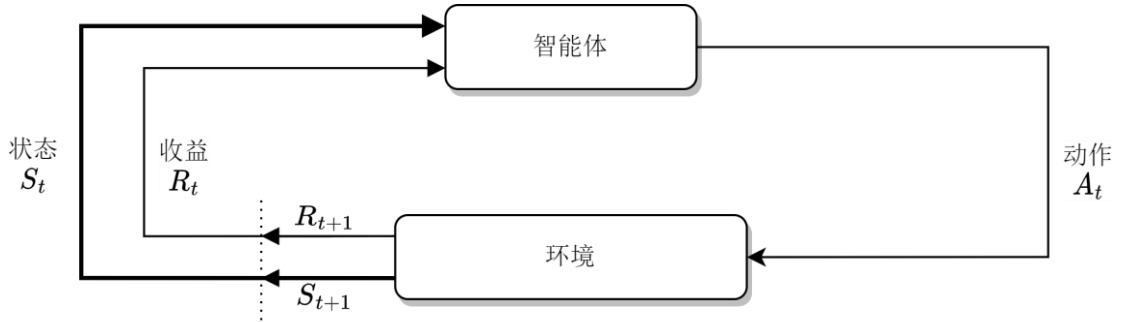 智能体
状态
S_t
收益
R_t
动作
A_t
R_{t+1}
环境
S_{t+1}